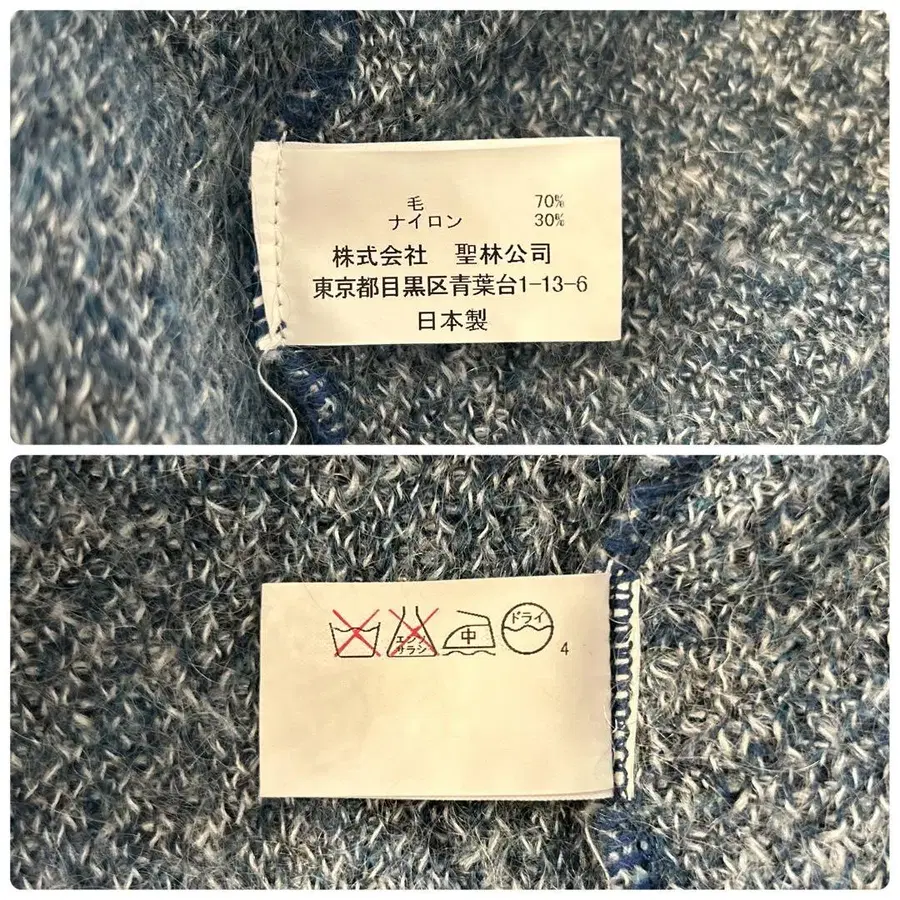 毛 70%
ナイロン 30%
株式会社 聖林公司
東京都目黒区青葉台1-13-6
日本製
エンソ サラシ
中
ドライ
4